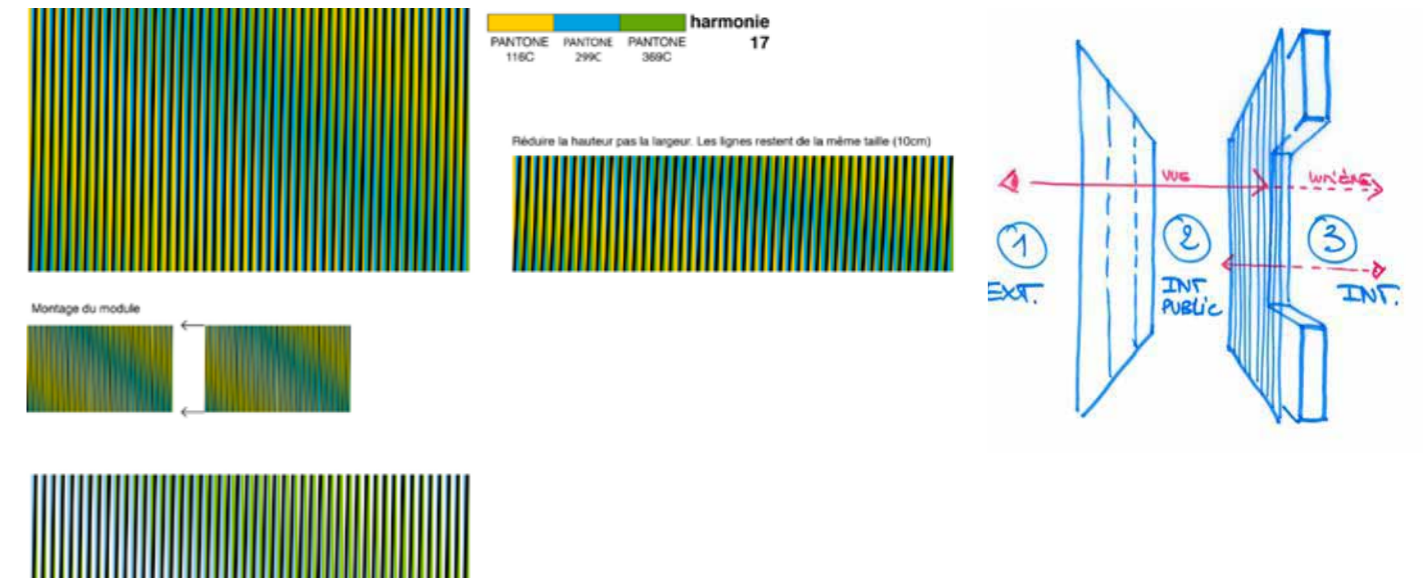 harmonie
17
PANTONE
116C
PANTONE
299C
PANTONE
369C
Réduire la hauteur pas la largeur. Les lignes restent de la même taille (10cm)
Montage du module
VUE
LUMIÈRE
1
2
3
EXT.
INT
PUBLIC
INT.